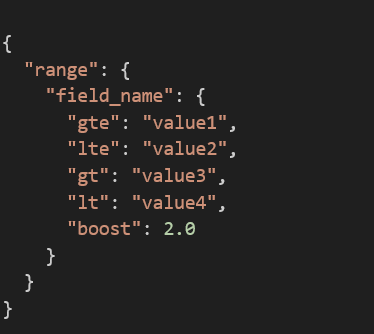 {
  "range": {
    "field_name": {
      "gte": "value1",
      "lte": "value2",
      "gt": "value3",
      "lt": "value4",
      "boost": 2.0
    }
  }
}